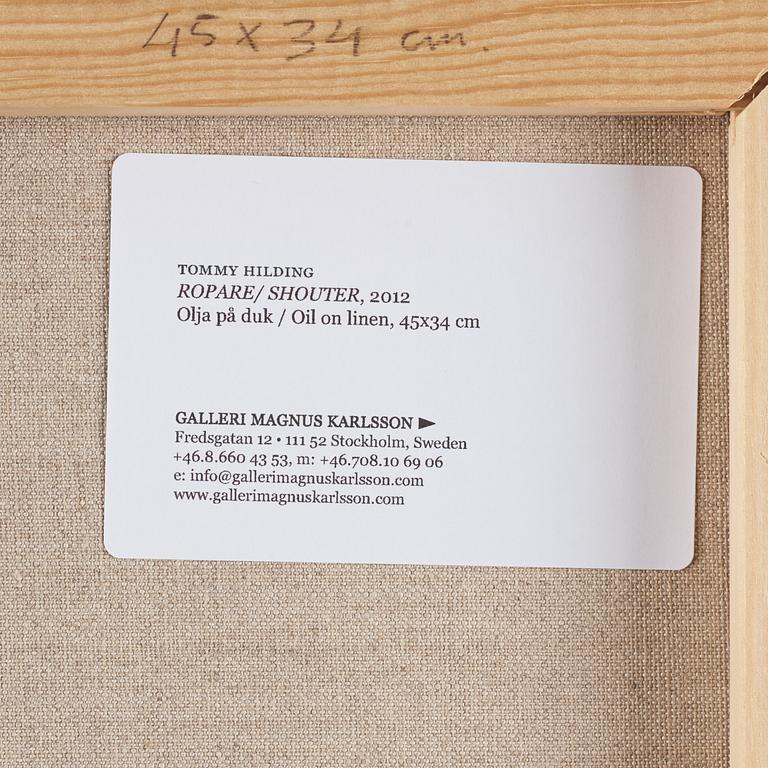 45 x 34 cm.
TOMMY HILDING
ROPARE/ SHOUTER, 2012
Olja på duk / Oil on linen, 45x34 cm
GALLERI MAGNUS KARLSSON ►
Fredsgatan 12 • 111 52 Stockholm, Sweden
+46.8.660 43 53, m: +46.708.10 69 06
e: info@gallerimagnuskarlsson.com
www.gallerimagnuskarlsson.com